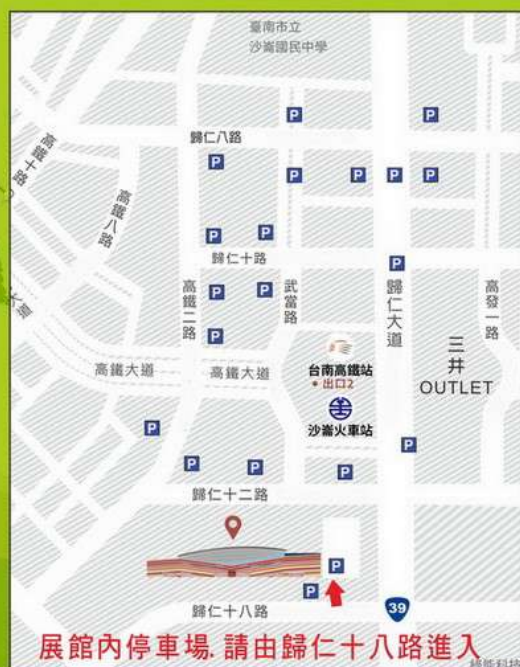 臺南市立
沙崙國民中學
P
P
歸仁八路
高鐵十路
P
P
P
P
P
高鐵八路
P
P
歸仁十路
P
大道
高鐵二路
P
P
武當路
歸仁大道
高發一路
P
台南高鐵站
• 出口2
沙崙火車站
三井
OUTLET
高鐵大道
高鐵大道
P
P
P
P
P
歸仁十二路
P
P
歸仁十八路
39
展館內停車場.請由歸仁十八路進入